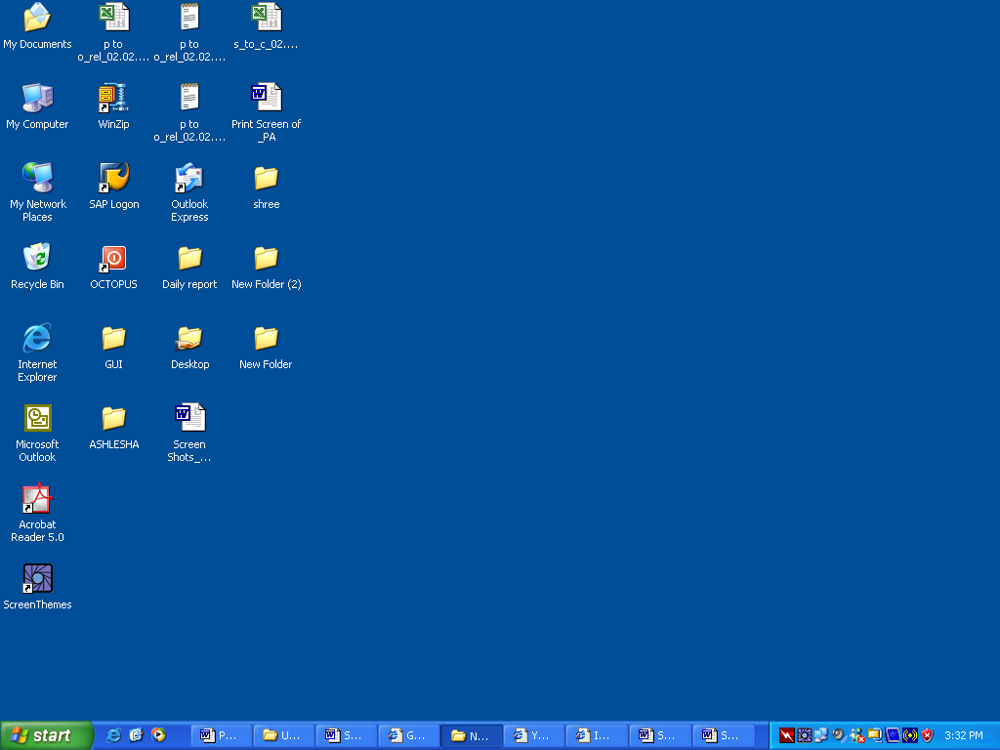 My Documents
p to
o_rel_02.02....
p to
o_rel_02.02....
s_to_c_02....
My Computer
WinZip
p to
o_rel_02.02....
Print Screen of
_PA
My Network
Places
SAP Logon
Outlook
Express
shree
Recycle Bin
OCTOPUS
Daily report
New Folder (2)
Internet
Explorer
GUI
Desktop
New Folder
Microsoft
Outlook
ASHLESHA
Screen
Shots_...
Acrobat
Reader 5.0
ScreenThemes
start
P...
U...
S...
G...
N...
Y...
I...
S...
S...
3:32 PM